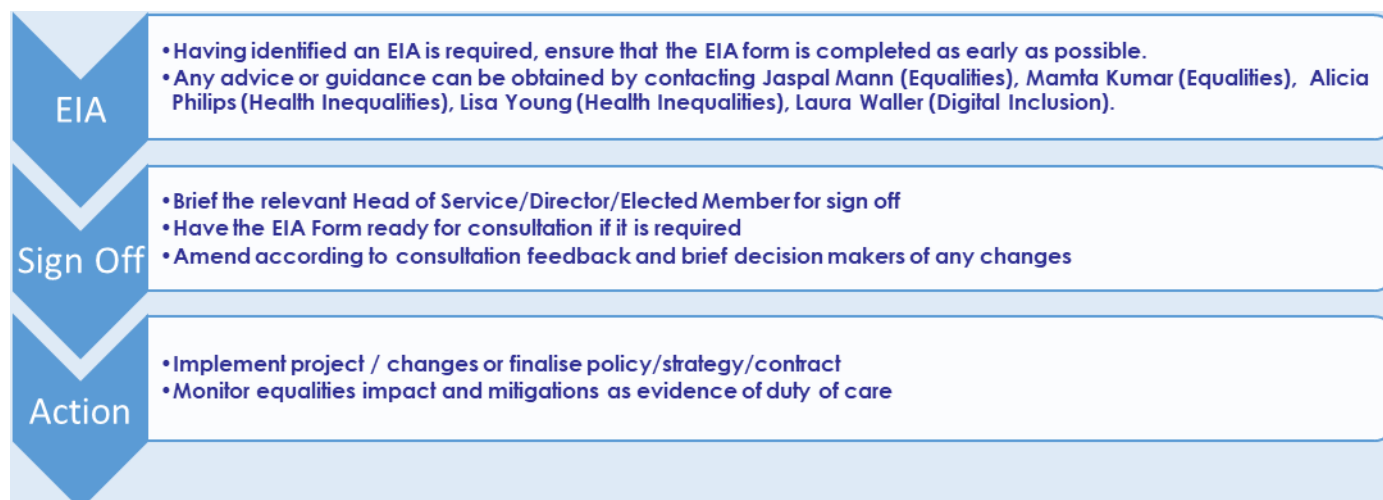 EIA
•Having identified an EIA is required, ensure that the EIA form is completed as early as possible.
•Any advice or guidance can be obtained by contacting Jaspal Mann (Equalities), Mamta Kumar (Equalities), Alicia
Philips (Health Inequalities), Lisa Young (Health Inequalities), Laura Waller (Digital Inclusion).
Sign Off
•Brief the relevant Head of Service/Director/Elected Member for sign off
•Have the EIA Form ready for consultation if it is required
•Amend according to consultation feedback and brief decision makers of any changes
Action
•Implement project / changes or finalise policy/strategy/contract
•Monitor equalities impact and mitigations as evidence of duty of care